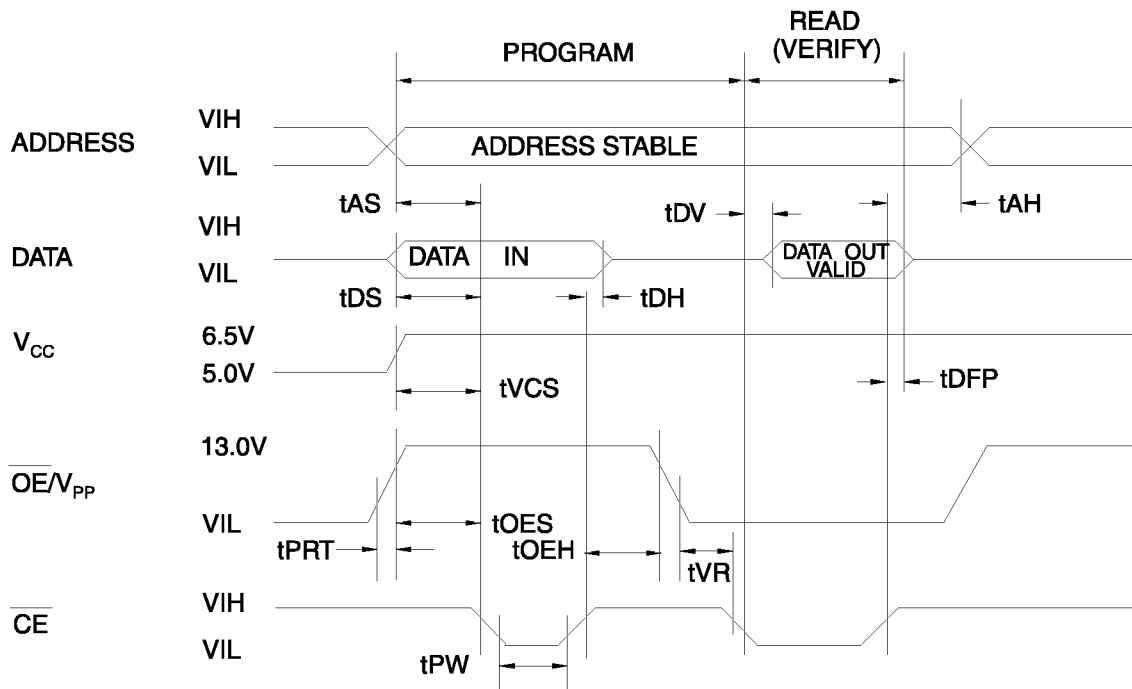 READ
(VERIFY)
PROGRAM
ADDRESS
VIH
VIL
ADDRESS STABLE
tAS
tDV
tAH
DATA
VIH
VIL
DATA IN
DATA OUT
VALID
tDS
tDH
VCC
6.5V
5.0V
tVCS
tDFP
OE/VPP
13.0V
VIL
tOES
tPRT
tOEH
tVR
CE
VIH
VIL
tPW